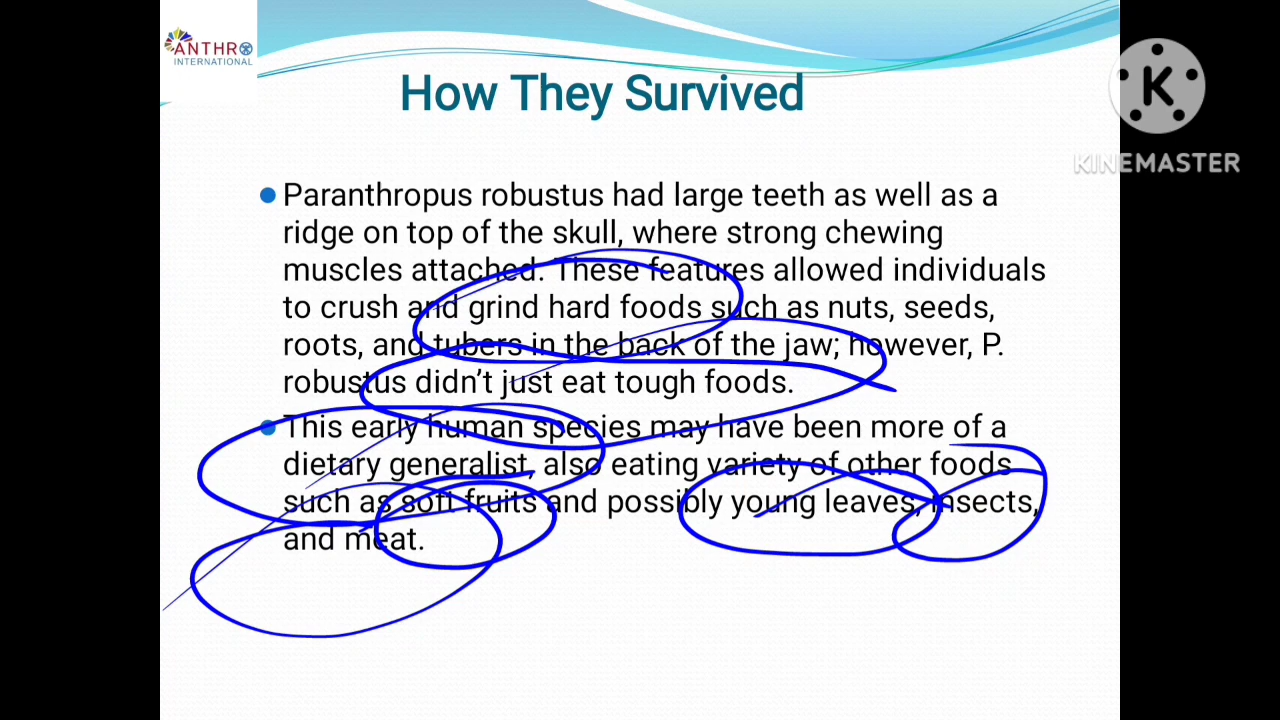 ANTHRO
INTERNATIONAL
K
KINEMASTER
How They Survived
Paranthropus robustus had large teeth as well as a
ridge on top of the skull, where strong chewing
muscles attached. These features allowed individuals
to crush and grind hard foods such as nuts, seeds,
roots, and tubers in the back of the jaw; however, P.
robustus didn't just eat tough foods.
This early human species may have been more of a
dietary generalist, also eating variety of other foods
such as soft fruits and possibly young leaves, insects,
and meat.